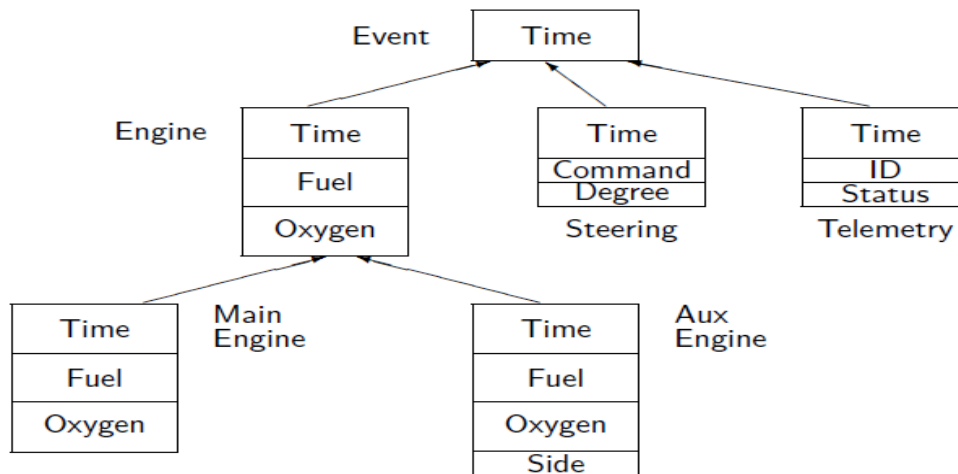 Event
Time
Engine
Time
Fuel
Oxygen
Time
Command
Degree
Steering
Time
ID
Status
Telemetry
Time
Fuel
Oxygen
Main
Engine
Time
Fuel
Oxygen
Side
Aux
Engine